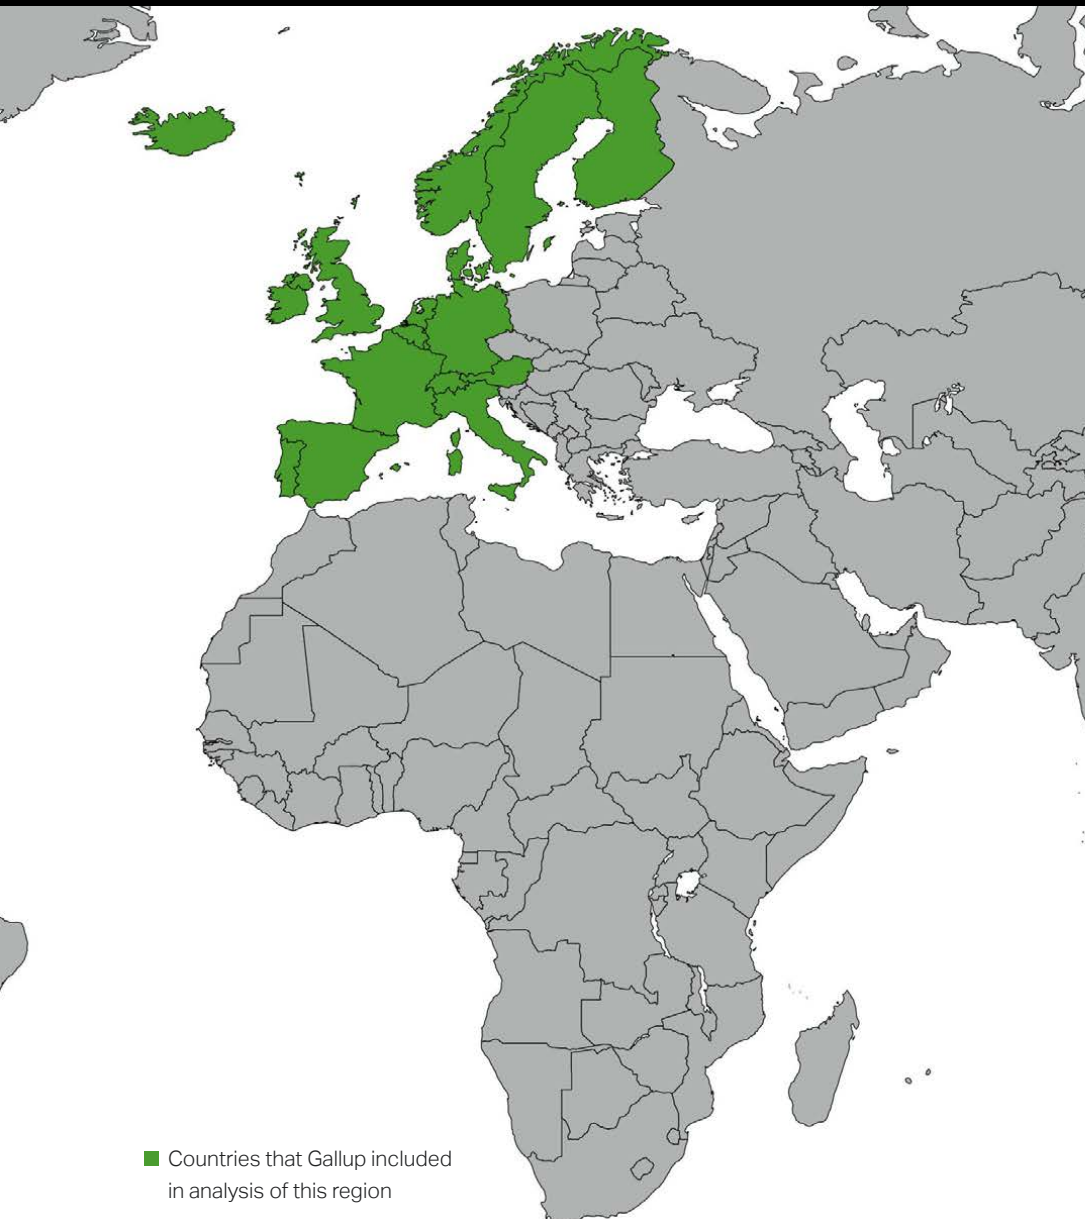 Countries that Gallup included
in analysis of this region